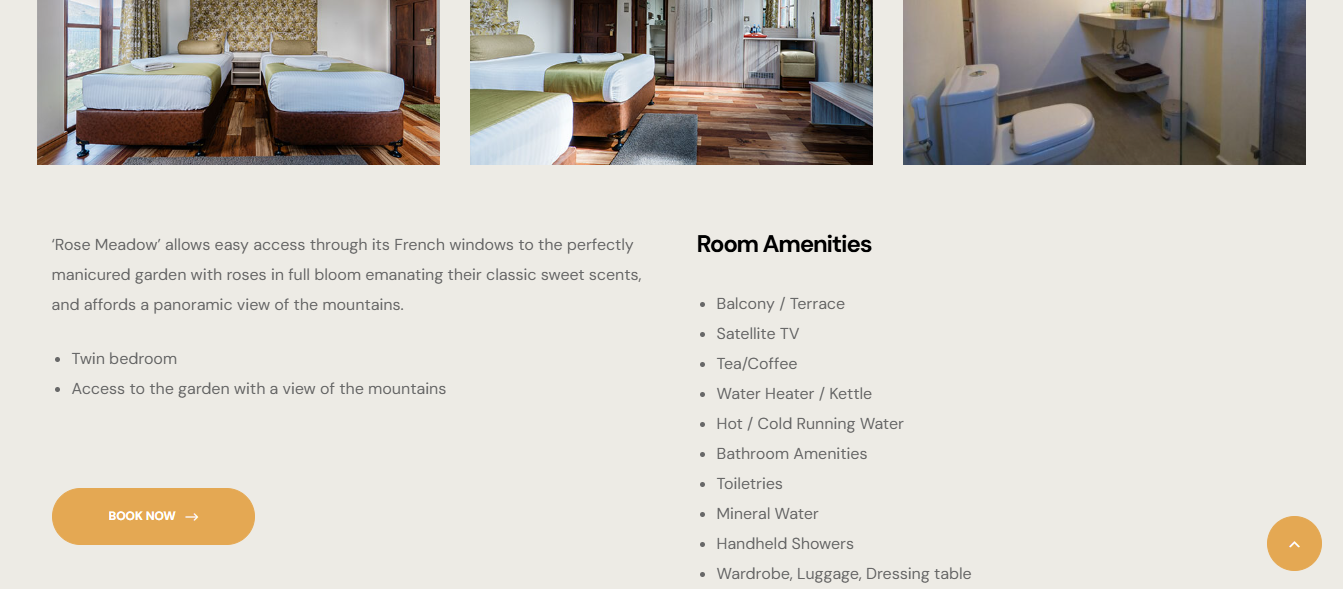 ‘Rose Meadow’ allows easy access through its French windows to the perfectly
manicured garden with roses in full bloom emanating their classic sweet scents,
and affords a panoramic view of the mountains.
• Twin bedroom
• Access to the garden with a view of the mountains
BOOK NOW →
Room Amenities
• Balcony / Terrace
• Satellite TV
• Tea/Coffee
• Water Heater / Kettle
• Hot / Cold Running Water
• Bathroom Amenities
• Toiletries
• Mineral Water
• Handheld Showers
• Wardrobe, Luggage, Dressing table